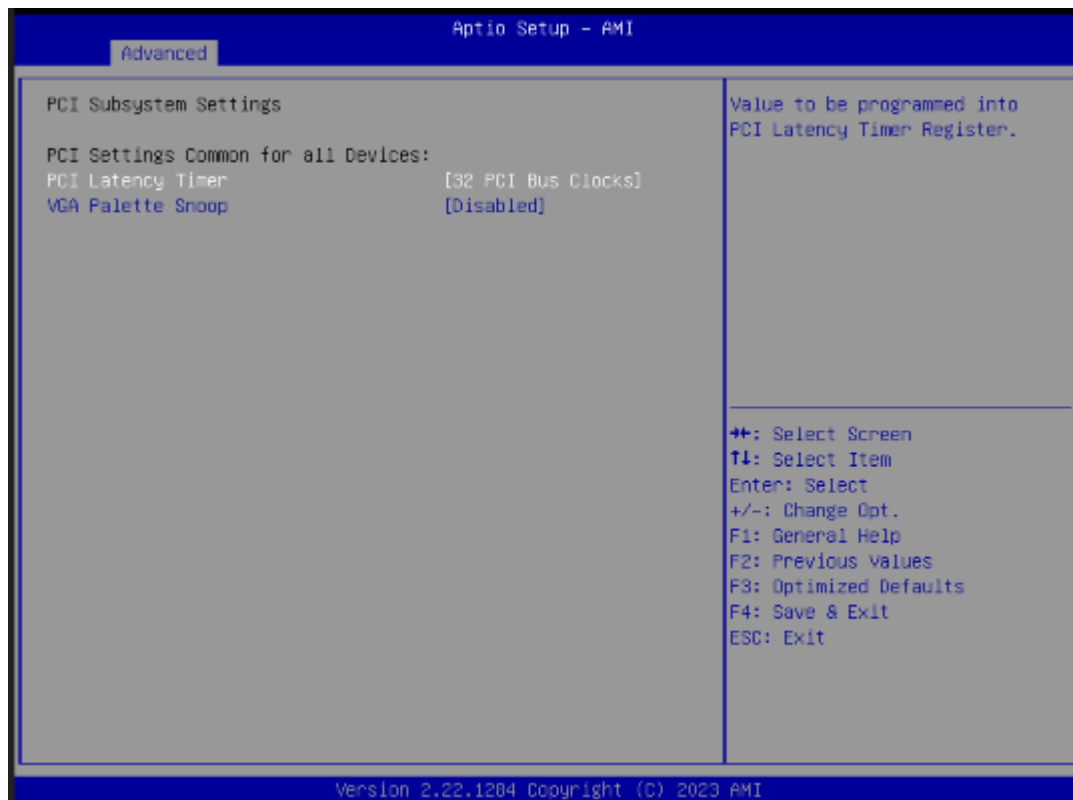 Aptio Setup - AMI
Advanced
PCI Subsystem Settings
PCI Settings Common for all Devices:
PCI Latency Timer [32 PCI Bus Clocks]
VGA Palette Snoop [Disabled]
Value to be programmed into
PCI Latency Timer Register.
→←: Select Screen
↑↓: Select Item
Enter: Select
+/-: Change Opt.
F1: General Help
F2: Previous Values
F3: Optimized Defaults
F4: Save & Exit
ESC: Exit
Version 2.22.1284 Copyright (C) 2023 AMI